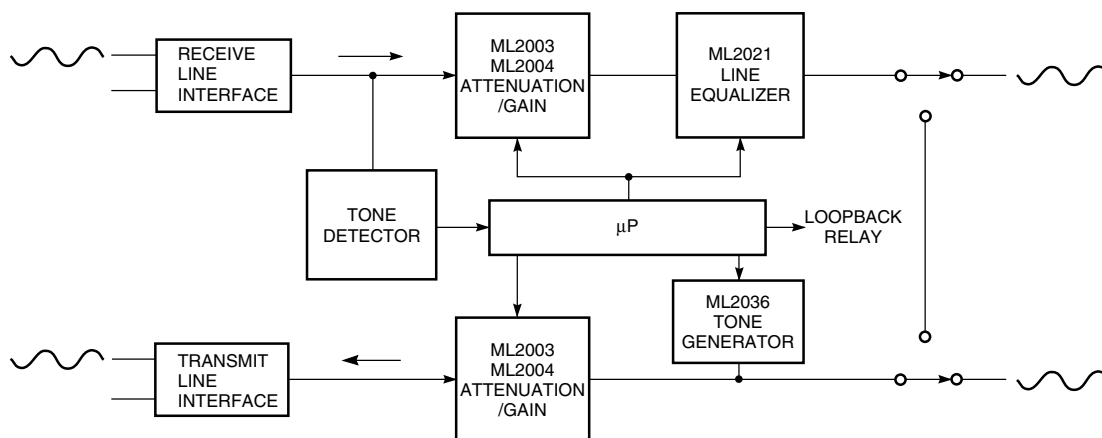 RECEIVE
LINE
INTERFACE
ML2003
ML2004
ATTENUATION
/GAIN
ML2021
LINE
EQUALIZER
TONE
DETECTOR
µP
LOOPBACK
RELAY
ML2036
TONE
GENERATOR
TRANSMIT
LINE
INTERFACE
ML2003
ML2004
ATTENUATION
/GAIN